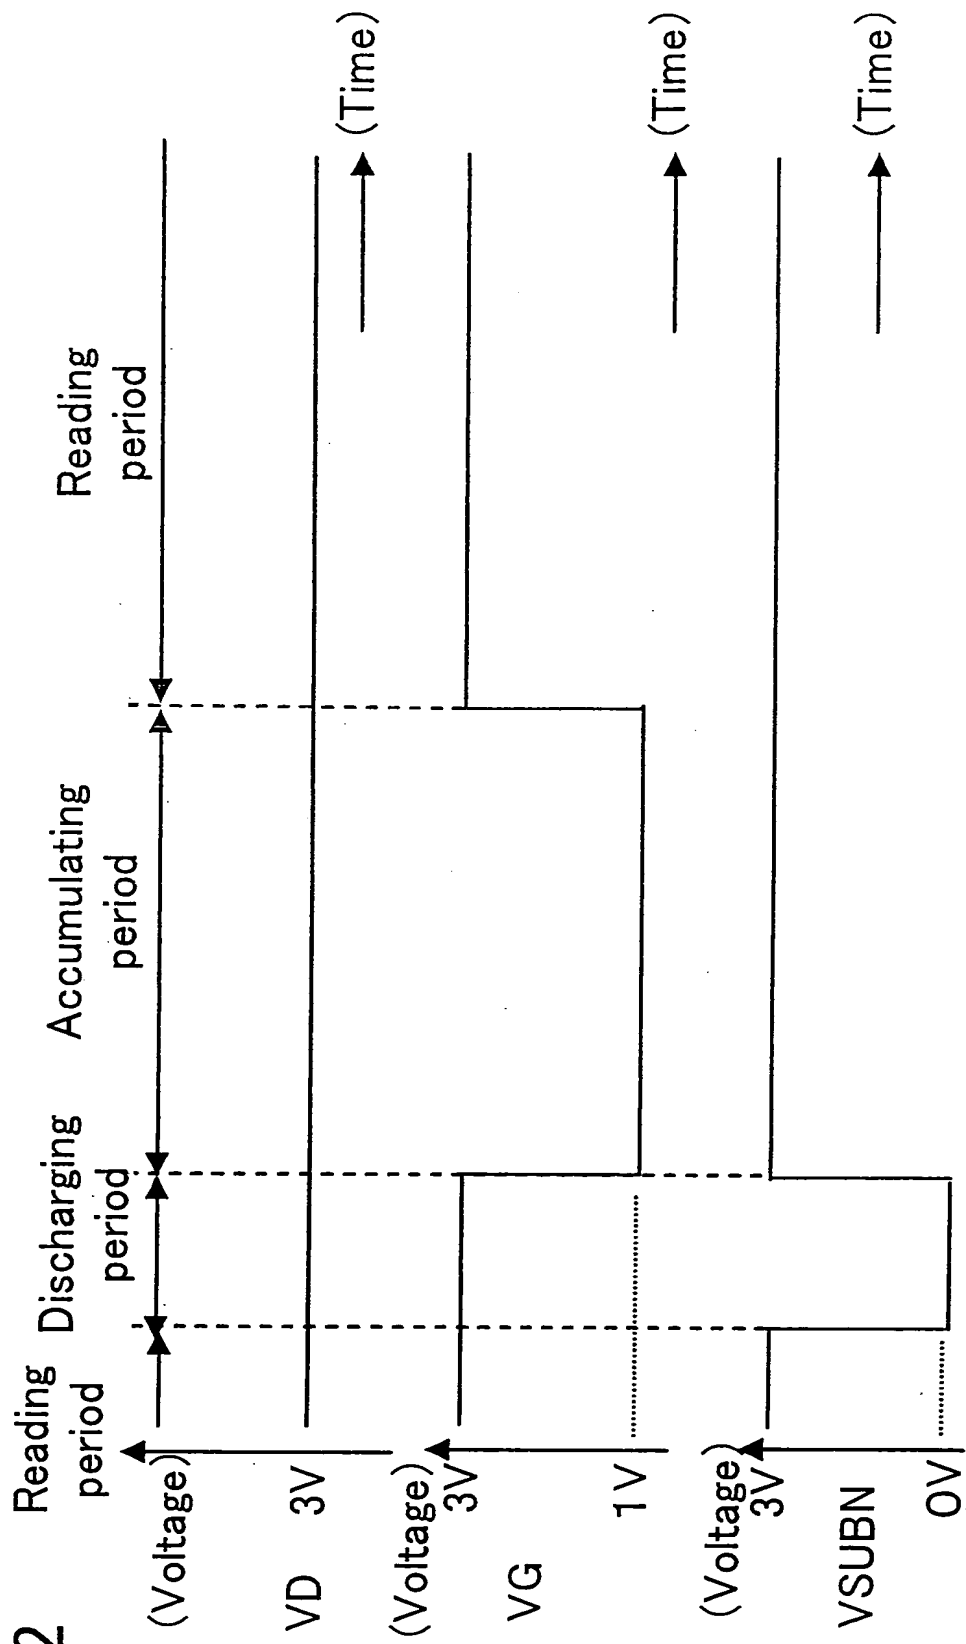 2
Reading
period
Discharging
period
Accumulating
period
Reading
period
(Voltage)
VD
3V
(Time)
(Voltage)
3V
VG
1V
(Time)
(Voltage)
3V
VSUBN
0V
(Time)